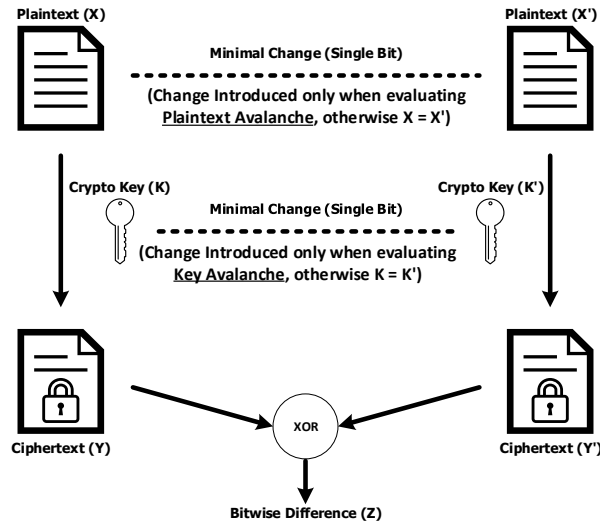 Plaintext (X)
Plaintext (X')
Minimal Change (Single Bit)
(Change Introduced only when evaluating
Plaintext Avalanche, otherwise X = X')
Crypto Key (K)
Crypto Key (K')
Minimal Change (Single Bit)
(Change Introduced only when evaluating
Key Avalanche, otherwise K = K')
XOR
Ciphertext (Y)
Ciphertext (Y')
Bitwise Difference (Z)